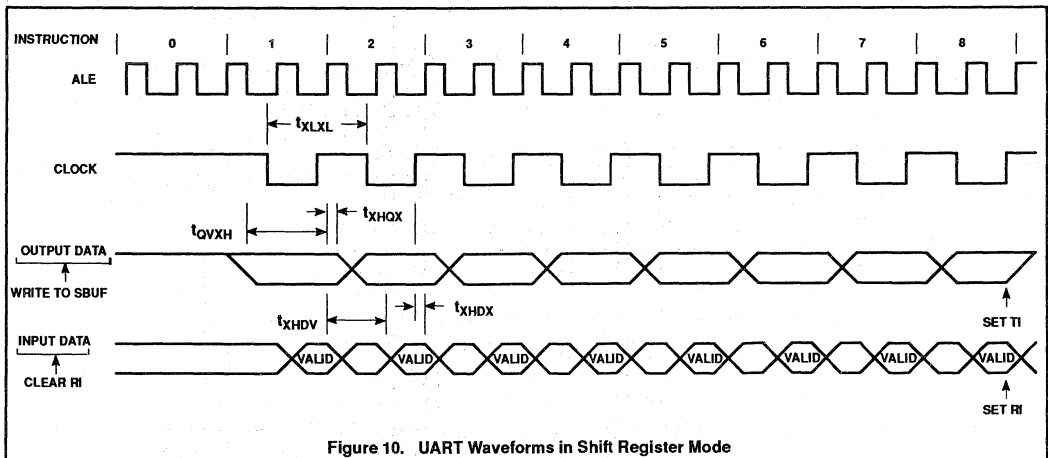 INSTRUCTION 0 1 2 3 4 5 6 7 8
ALE
tXLXL
CLOCK
tXHQX
tQVXH
OUTPUT DATA
WRITE TO SBUF
tXHDX
tXHDV
SET TI
INPUT DATA
VALID VALID VALID VALID VALID VALID VALID VALID
CLEAR RI
SET RI
Figure 10. UART Waveforms in Shift Register Mode